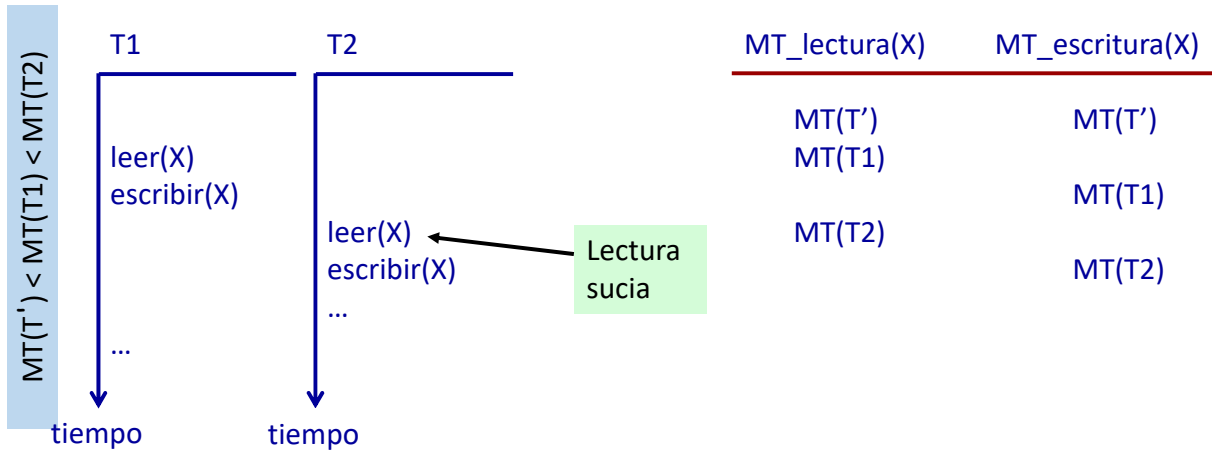 MT(T') < MT(T1) < MT(T2)
T1
T2
leer(X)
escribir(X)
leer(X)
escribir(X)
...
...
tiempo
tiempo
Lectura
sucia
MT_lectura(X) MT_escritura(X)
MT(T’) MT(T’)
MT(T1)
MT(T1)
MT(T2)
MT(T2)